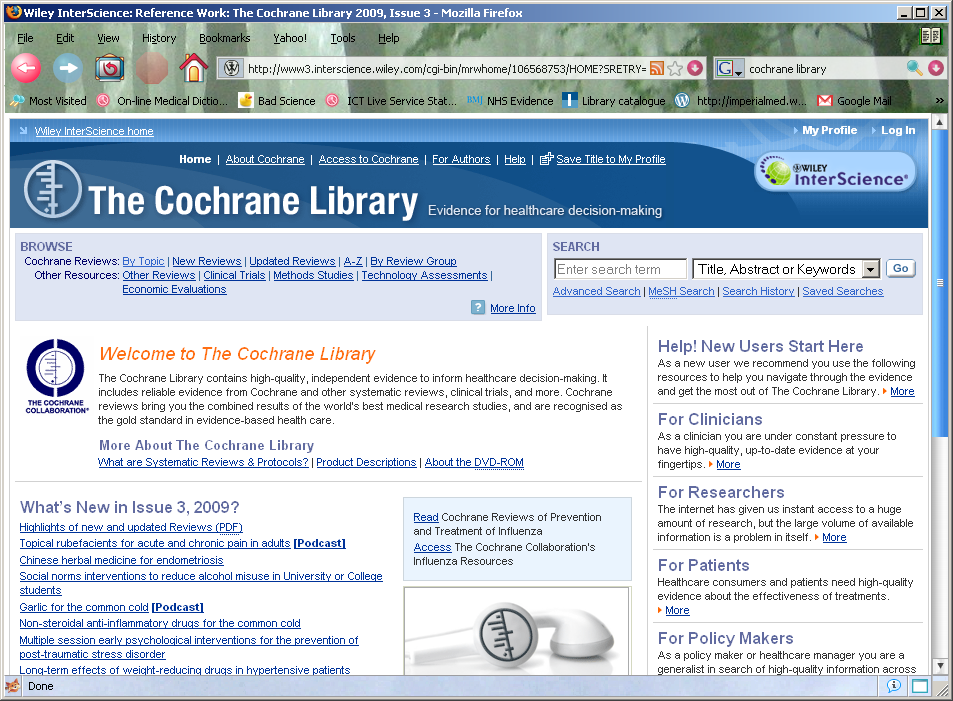 Wiley InterScience: Reference Work: The Cochrane Library 2009, Issue 3 - Mozilla Firefox
File Edit View History Bookmarks Yahoo! Tools Help
http://www3.interscience.wiley.com/cgi-bin/mrwhome/106568753/HOME?SRETRY=
cochrane library
Most Visited On-line Medical Dictio... Bad Science ICT Live Service Stat... BMJ NHS Evidence Library catalogue http://imperialmed.w... Google Mail »
Wiley InterScience home
My Profile Log In
Home | About Cochrane | Access to Cochrane | For Authors | Help | Save Title to My Profile
WILEY
InterScience®
The Cochrane Library Evidence for healthcare decision-making
BROWSE
Cochrane Reviews: By Topic | New Reviews | Updated Reviews | A-Z | By Review Group
Other Resources: Other Reviews | Clinical Trials | Methods Studies | Technology Assessments |
Economic Evaluations
? More Info
SEARCH
Enter search term Title, Abstract or Keywords Go
Advanced Search | MeSH Search | Search History | Saved Searches
THE COCHRANE
COLLABORATION®
Welcome to The Cochrane Library
The Cochrane Library contains high-quality, independent evidence to inform healthcare decision-making. It
includes reliable evidence from Cochrane and other systematic reviews, clinical trials, and more. Cochrane
reviews bring you the combined results of the world's best medical research studies, and are recognised as
the gold standard in evidence-based health care.
More About The Cochrane Library
What are Systematic Reviews & Protocols? | Product Descriptions | About the DVD-ROM
What's New in Issue 3, 2009?
Highlights of new and updated Reviews (PDF)
Topical rubefacients for acute and chronic pain in adults [Podcast]
Chinese herbal medicine for endometriosis
Social norms interventions to reduce alcohol misuse in University or College
students
Garlic for the common cold [Podcast]
Non-steroidal anti-inflammatory drugs for the common cold
Multiple session early psychological interventions for the prevention of
post-traumatic stress disorder
Long-term effects of weight-reducing drugs in hypertensive patients
Read Cochrane Reviews of Prevention
and Treatment of Influenza
Access The Cochrane Collaboration's
Influenza Resources
Help! New Users Start Here
As a new user we recommend you use the following
resources to help you navigate through the evidence
and get the most out of The Cochrane Library. More
For Clinicians
As a clinician you are under constant pressure to
have high-quality, up-to-date evidence at your
fingertips. More
For Researchers
The internet has given us instant access to a huge
amount of research, but the large volume of available
information is a problem in itself. More
For Patients
Healthcare consumers and patients need high-quality
evidence about the effectiveness of treatments.
More
For Policy Makers
As a policy maker or healthcare manager you are a
generalist in search of high-quality information across
Done